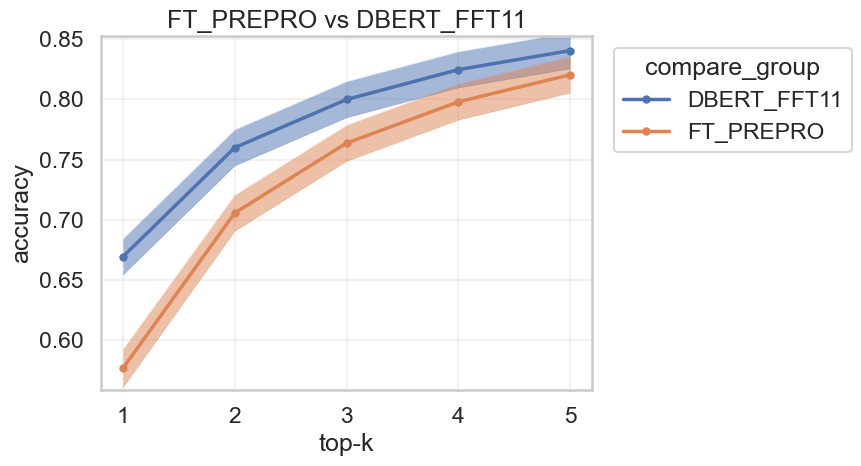 FT_PREPRO vs DBERT_FFT11
0.85
0.80
0.75
0.70
0.65
0.60
accuracy
1 2 3 4 5
top-k
compare_group
DBERT_FFT11
FT_PREPRO